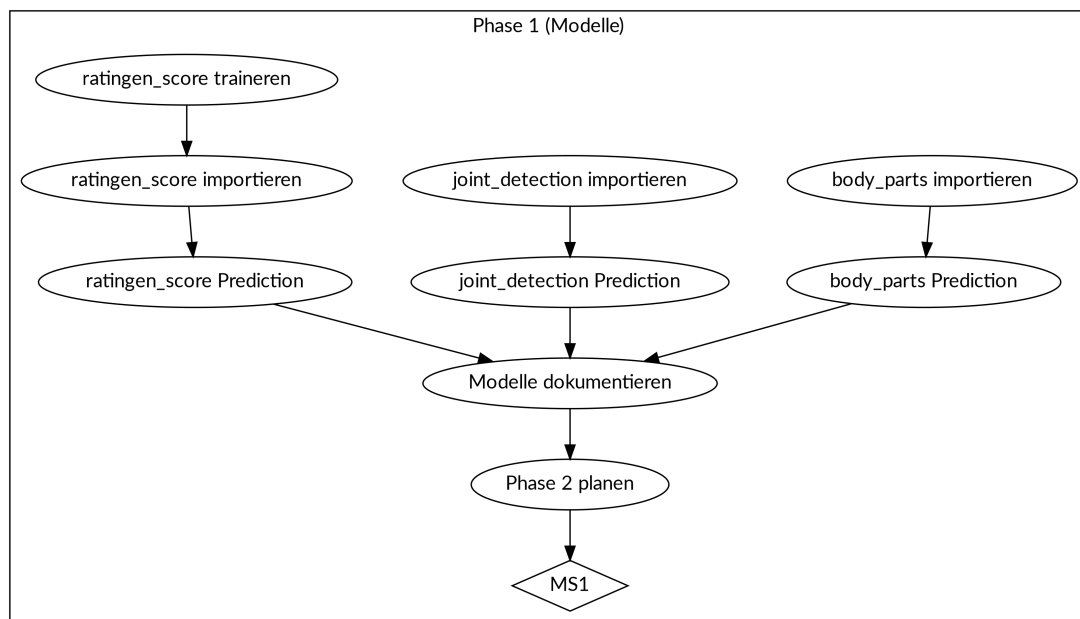 Phase 1 (Modelle)
ratingen_score traineren
ratingen_score importieren
joint_detection importieren
body_parts importieren
ratingen_score Prediction
joint_detection Prediction
body_parts Prediction
Modelle dokumentieren
Phase 2 planen
MS1